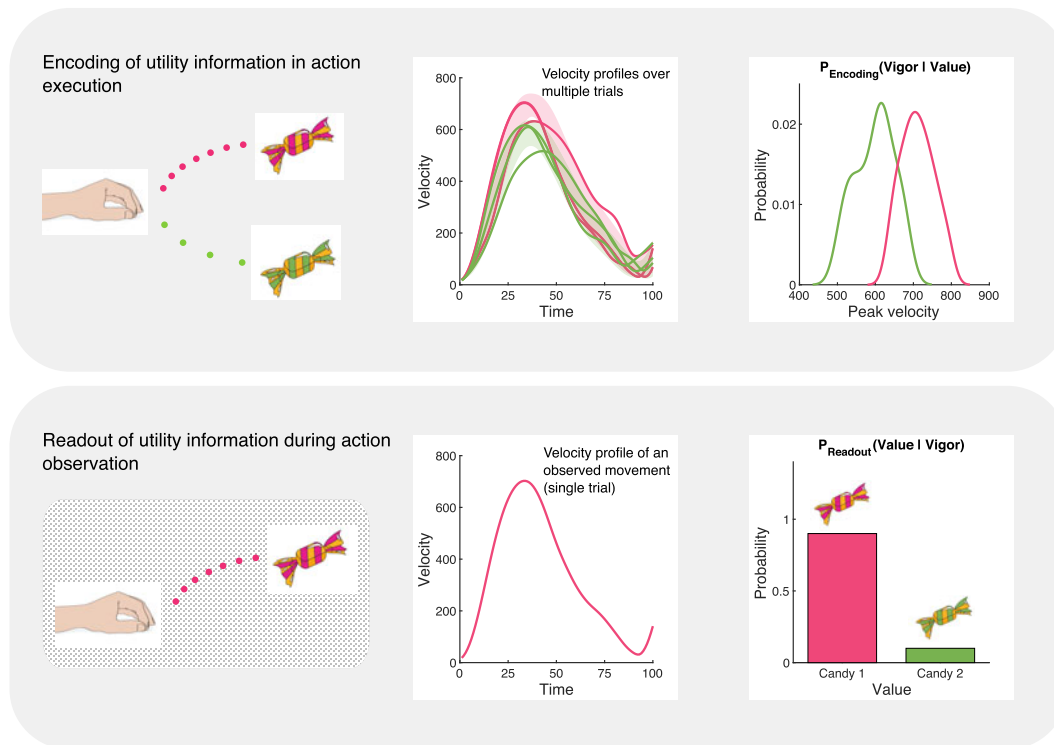 Encoding of utility information in action
execution
Velocity profiles over
multiple trials
800
600
400
200
0
Velocity
0 25 50 75 100
Time
PEncoding(Vigor I Value)
0.02
0.01
0
Probability
400 500 600 700 800 900
Peak velocity
Readout of utility information during action
observation
Velocity profile of an
observed movement
(single trial)
800
600
400
200
0
Velocity
0 25 50 75 100
Time
PReadout(Value I Vigor)
1
0.5
0
Probability
Candy 1 Candy 2
Value